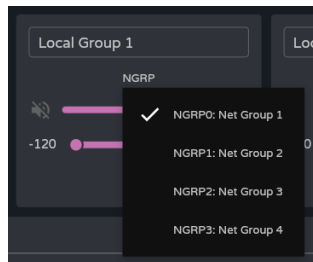 Local Group 1
Loc
NGRP
NGRP0: Net Group 1
-120
0
NGRP1: Net Group 2
NGRP2: Net Group 3
NGRP3: Net Group 4